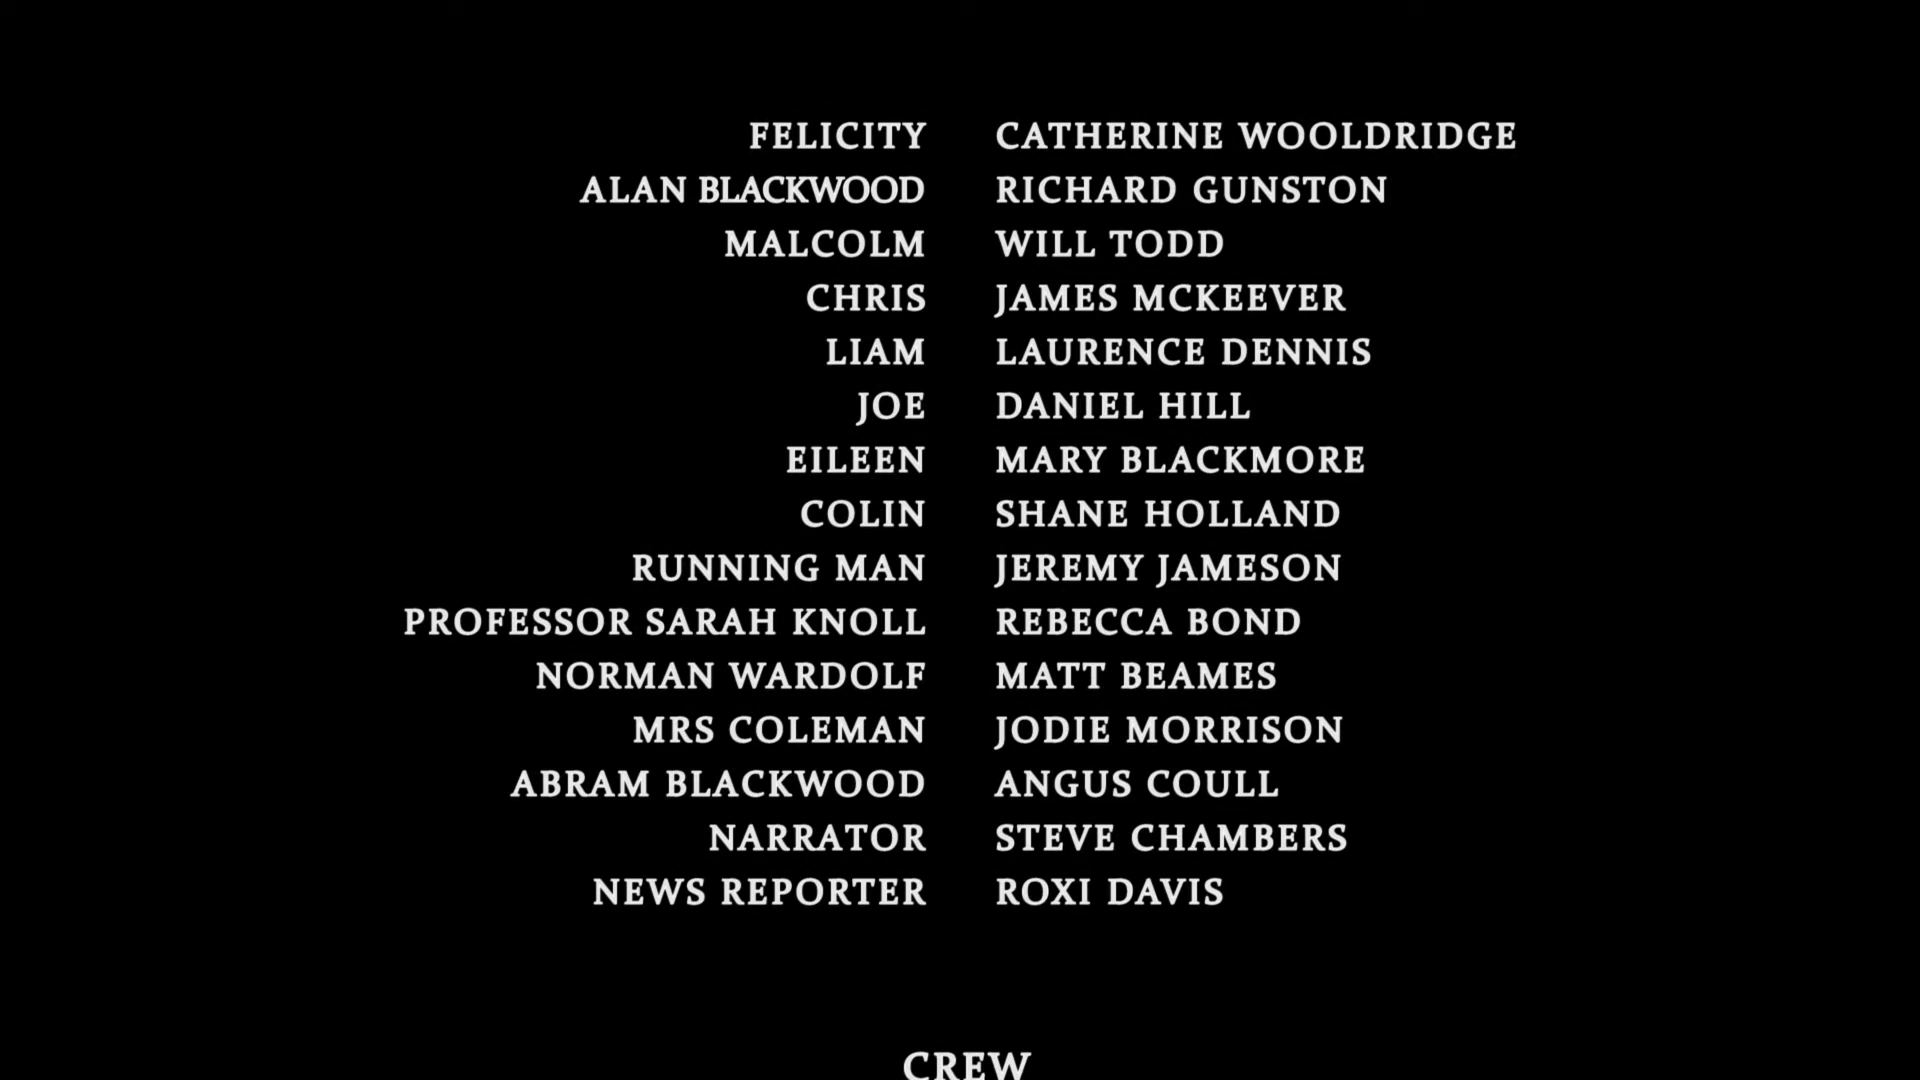 FELICITY CATHERINE WOOLDRIDGE
ALAN BLACKWOOD RICHARD GUNSTON
MALCOLM WILL TODD
CHRIS JAMES MCKEEVER
LIAM LAURENCE DENNIS
JOE DANIEL HILL
EILEEN MARY BLACKMORE
COLIN SHANE HOLLAND
RUNNING MAN JEREMY JAMESON
PROFESSOR SARAH KNOLL REBECCA BOND
NORMAN WARDOLF MATT BEAMES
MRS COLEMAN JODIE MORRISON
ABRAM BLACKWOOD ANGUS COULL
NARRATOR STEVE CHAMBERS
NEWS REPORTER ROXI DAVIS
CREW